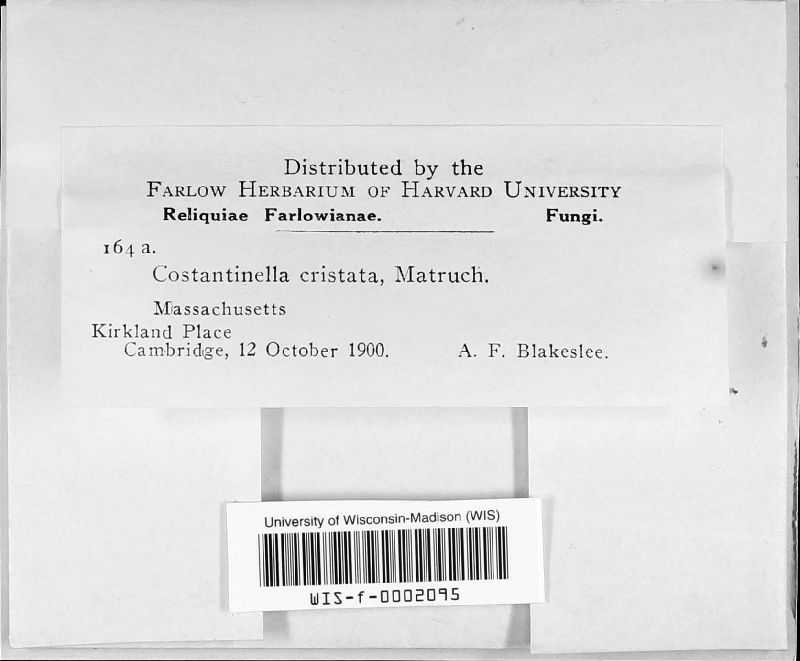 Distributed by the
FARLOW HERBARIUM OF HARVARD UNIVERSITY
Reliquiae Farlowianae. Fungi.
164 a.
Costantinella cristata, Matruch.
Massachusetts
Kirkland Place
Cambridge, 12 October 1900. A. F. Blakeslee.
University of Wisconsin-Madison (WIS)
WIS-f-0002095